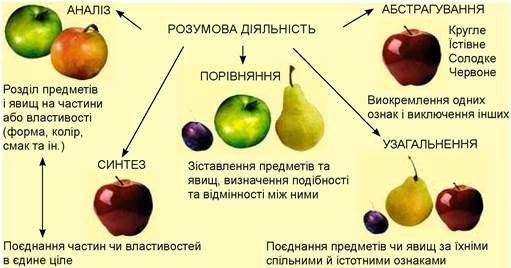 РОЗУМОВА ДІЯЛЬНІСТЬ
АНАЛІЗ
Розділ предметів
і явищ на частини
або властивості
(форма, колір,
смак та ін.)
СИНТЕЗ
Поєднання частин чи властивостей
в єдине ціле
ПОРІВНЯННЯ
Зіставлення предметів та
явищ, визначення подібності
та відмінності між ними
АБСТРАГУВАННЯ
Кругле
Їстівне
Солодке
Червоне
Виокремлення одних
ознак і виключення інших
УЗАГАЛЬНЕННЯ
Поєднання предметів чи явищ за їхніми
спільними й істотними ознаками